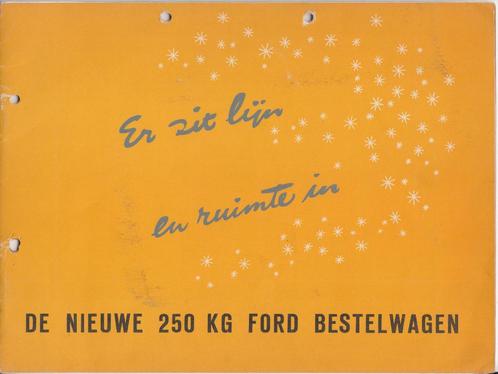 Er zit lijn
en ruimte in
DE NIEUWE 250 KG FORD BESTELWAGEN